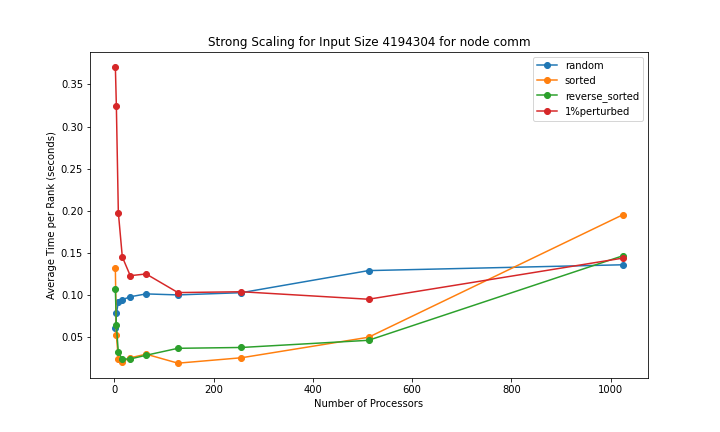 Strong Scaling for Input Size 4194304 for node comm
random
sorted
reverse_sorted
1%perturbed
Average Time per Rank (seconds)
0.35
0.30
0.25
0.20
0.15
0.10
0.05
0
200
400
600
800
1000
Number of Processors